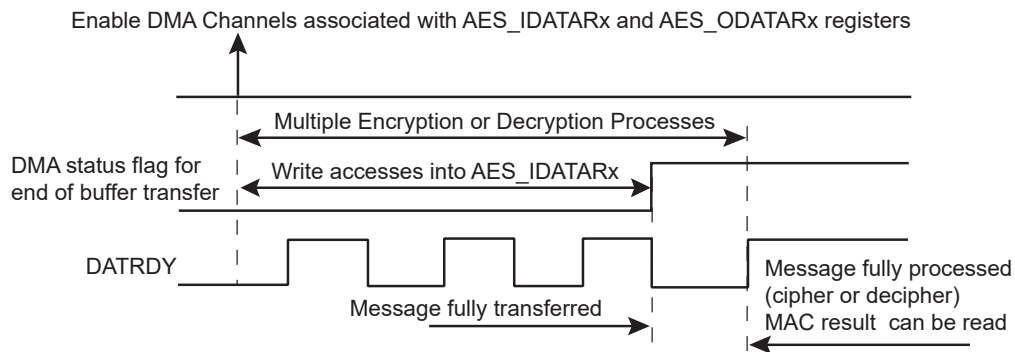 Enable DMA Channels associated with AES_IDATARx and AES_ODATARx registers
Multiple Encryption or Decryption Processes
DMA status flag for
end of buffer transfer
Write accesses into AES_IDATARx
DATRDY
Message fully transferred
Message fully processed
(cipher or decipher)
MAC result can be read